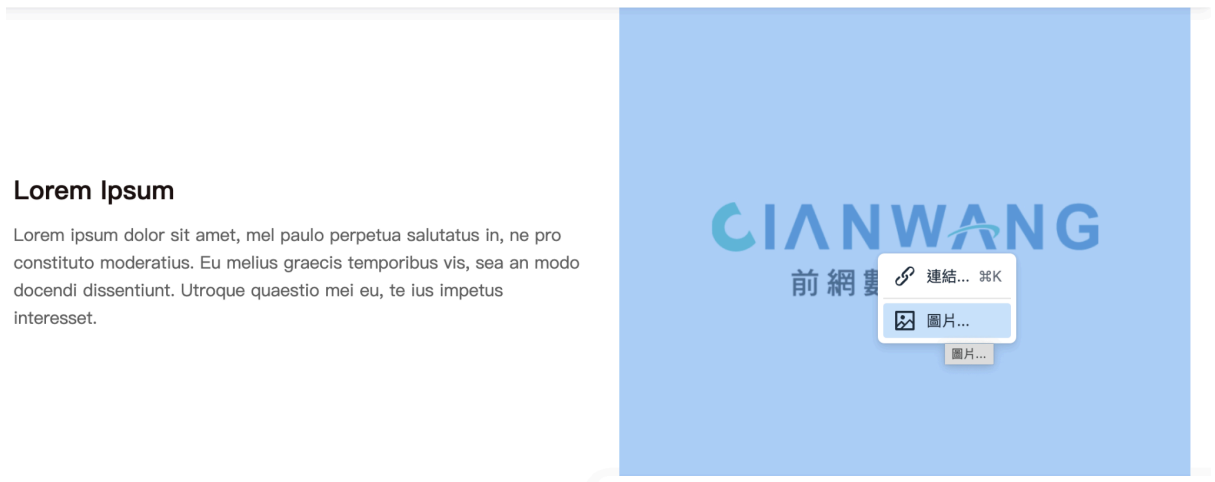 Lorem Ipsum
Lorem ipsum dolor sit amet, mel paulo perpetua salutatus in, ne pro
constituto moderatius. Eu melius graecis temporibus vis, sea an modo
docendi dissentiunt. Utroque quaestio mei eu, te ius impetus
interesset.
CIANWANG
前網數
連結... ⌘K
圖片...
圖片...